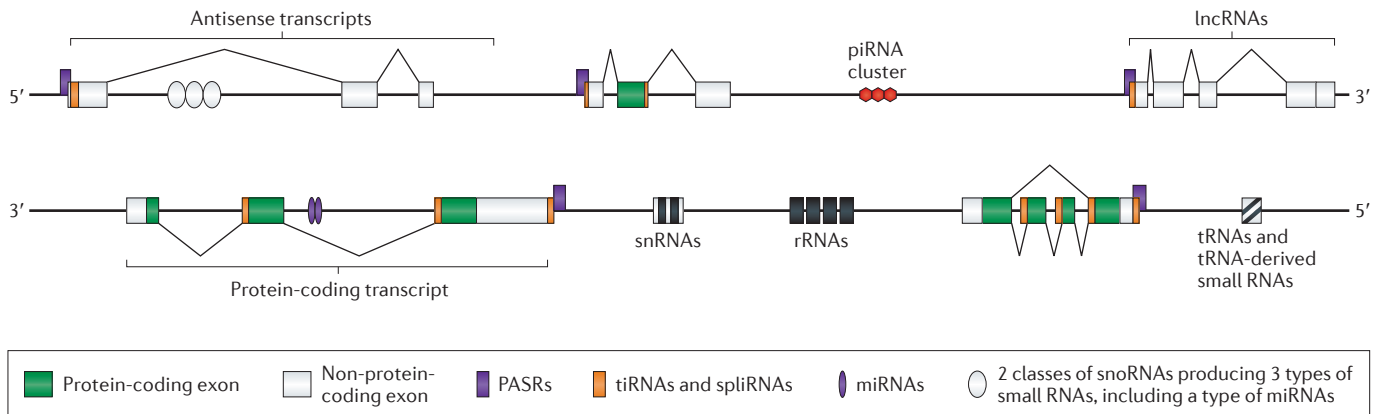 Antisense transcripts
lncRNAs
piRNA
cluster
5′
3′
3′
5′
snRNAs
rRNAs
tRNAs and
tRNA-derived
small RNAs
Protein-coding transcript
Protein-coding exon
Non-protein-
coding exon
PASRs
tiRNAs and spliRNAs
miRNAs
2 classes of snoRNAs producing 3 types of
small RNAs, including a type of miRNAs